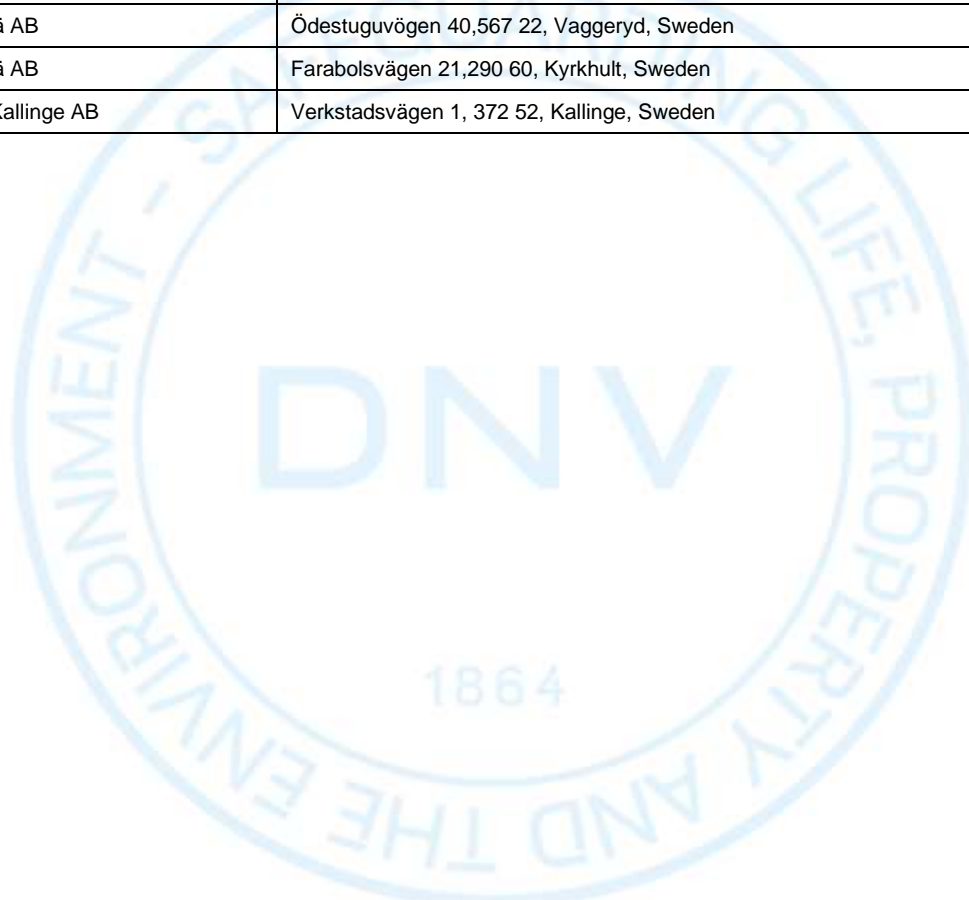 ä AB Ödestuguvögen 40,567 22, Vaggeryd, Sweden
ä AB Farabolsvägen 21,290 60, Kyrkhult, Sweden
Kallinge AB Verkstadsvägen 1, 372 52, Kallinge, Sweden
SAFEGUARDING LIFE, PROPERTY AND THE ENVIRONMENT -
DNV
1864